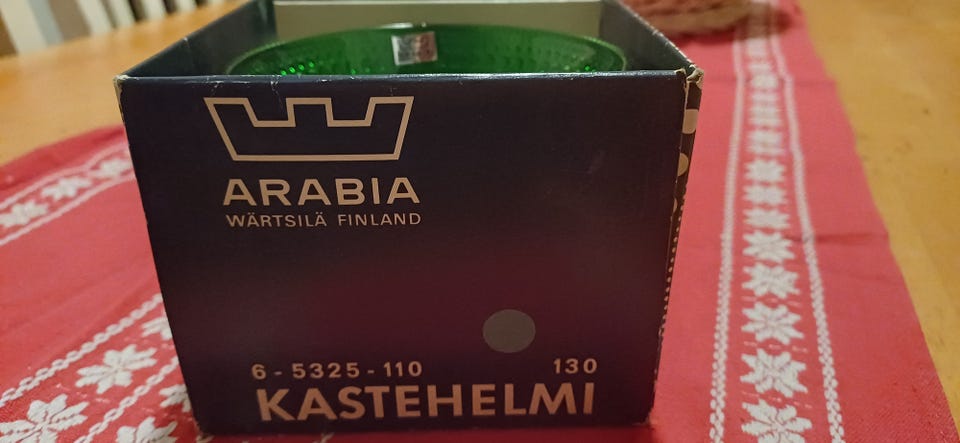 ARABIA
WÄRTSILÄ FINLAND
6-5325-110 130
KASTEHELMI